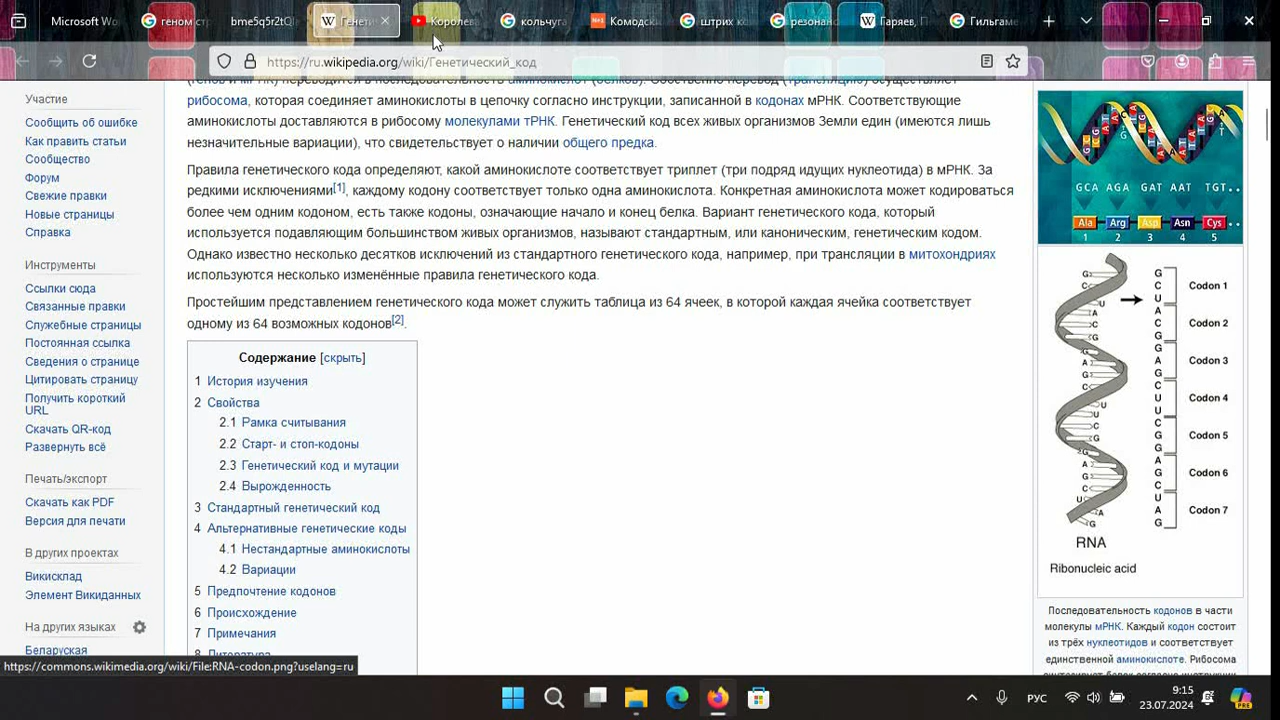 Microsoft Wo
геном стр
bme5q5r2tQI
Генети
Королева
кольчуга
Комодски
штрих ко
резонанс
Гаряев, П
Гильгаме
https://ru.wikipedia.org/wiki/Генетический_код
Участие
Сообщить об ошибке
Как править статьи
Сообщество
Форум
Свежие правки
Новые страницы
Справка
Инструменты
Ссылки сюда
Связанные правки
Служебные страницы
Постоянная ссылка
Сведения о странице
Цитировать страницу
Получить короткий
URL
Скачать QR-код
Развернуть всё
Печать/экспорт
Скачать как PDF
Версия для печати
В других проектах
Викисклад
Элемент Викиданных
На других языках
Беларуская
https://commons.wikimedia.org/wiki/File:RNA-codon.png?uselang=ru
рибосома, которая соединяет аминокислоты в цепочку согласно инструкции, записанной в кодонах мРНК. Соответствующие
аминокислоты доставляются в рибосому молекулами тРНК. Генетический код всех живых организмов Земли един (имеются лишь
незначительные вариации), что свидетельствует о наличии общего предка.
Правила генетического кода определяют, какой аминокислоте соответствует триплет (три подряд идущих нуклеотида) в мРНК. За
редкими исключениями[1], каждому кодону соответствует только одна аминокислота. Конкретная аминокислота может кодироваться
более чем одним кодоном, есть также кодоны, означающие начало и конец белка. Вариант генетического кода, который
используется подавляющим большинством живых организмов, называют стандартным, или каноническим, генетическим кодом.
Однако известно несколько десятков исключений из стандартного генетического кода, например, при трансляции в митохондриях
используются несколько изменённые правила генетического кода.
Простейшим представлением генетического кода может служить таблица из 64 ячеек, в которой каждая ячейка соответствует
одному из 64 возможных кодонов[2].
Содержание [скрыть]
1 История изучения
2 Свойства
2.1 Рамка считывания
2.2 Старт- и стоп-кодоны
2.3 Генетический код и мутации
2.4 Вырожденность
3 Стандартный генетический код
4 Альтернативные генетические коды
4.1 Нестандартные аминокислоты
4.2 Вариации
5 Предпочтение кодонов
6 Происхождение
7 Примечания
8 Литература
GCA AGA GAT AAT TGT..
Ala Arg Asp Asn Cys
1 2 3 4 5
Codon 1
Codon 2
Codon 3
Codon 4
Codon 5
Codon 6
Codon 7
RNA
Ribonucleic acid
Последовательность кодонов в части
молекулы мРНК. Каждый кодон состоит
из трёх нуклеотидов и соответствует
единственной аминокислоте. Рибосома
РУС
9:15
23.07.2024